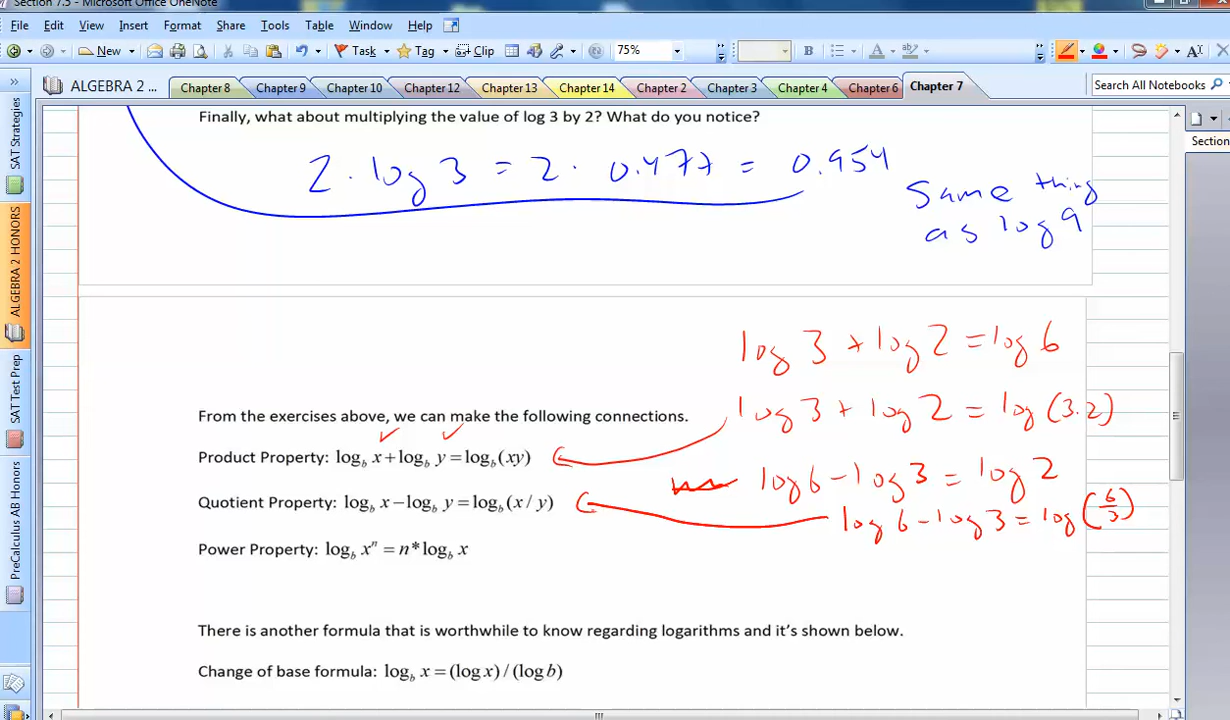 Section 7.5 - Microsoft Office OneNote
File Edit View Insert Format Share Tools Table Window Help
New Task Tag Clip 75% B A
ALGEBRA 2 ... Chapter 8 Chapter 9 Chapter 10 Chapter 12 Chapter 13 Chapter 14 Chapter 2 Chapter 3 Chapter 4 Chapter 6 Chapter 7 Search All Notebooks
SAT Strategies
ALGEBRA 2 HONORS
SAT Test Prep
PreCalculus AB Honors
Section
Finally, what about multiplying the value of log 3 by 2? What do you notice?
2 · log 3 = 2 · 0.477 = 0.954
Same thing
as log 9
log 3 + log 2 = log 6
From the exercises above, we can make the following connections.
log 3 + log 2 = log (3·2)
Product Property: log_b x + log_b y = log_b (xy)
log 6 − log 3 = log 2
Quotient Property: log_b x − log_b y = log_b (x / y)
log 6 − log 3 = log (6/3)
Power Property: log_b x^n = n * log_b x
There is another formula that is worthwhile to know regarding logarithms and it's shown below.
Change of base formula: log_b x = (log x) / (log b)